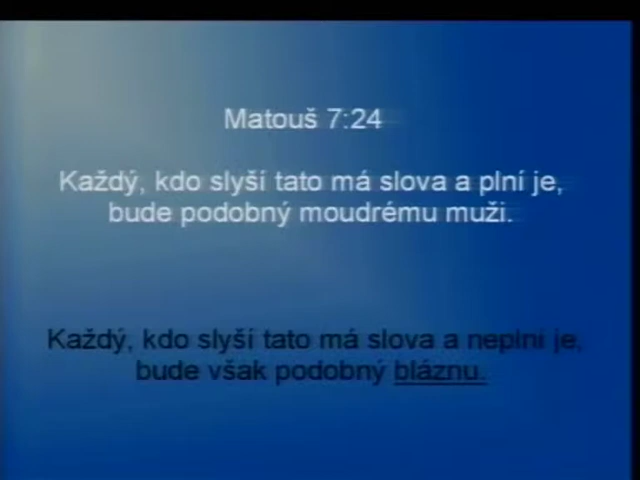 Matouš 7:24
Každý, kdo slyší tato má slova a plní je,
bude podobný moudrému muži.
Každý, kdo slyší tato má slova a neplní je,
bude však podobný bláznu.